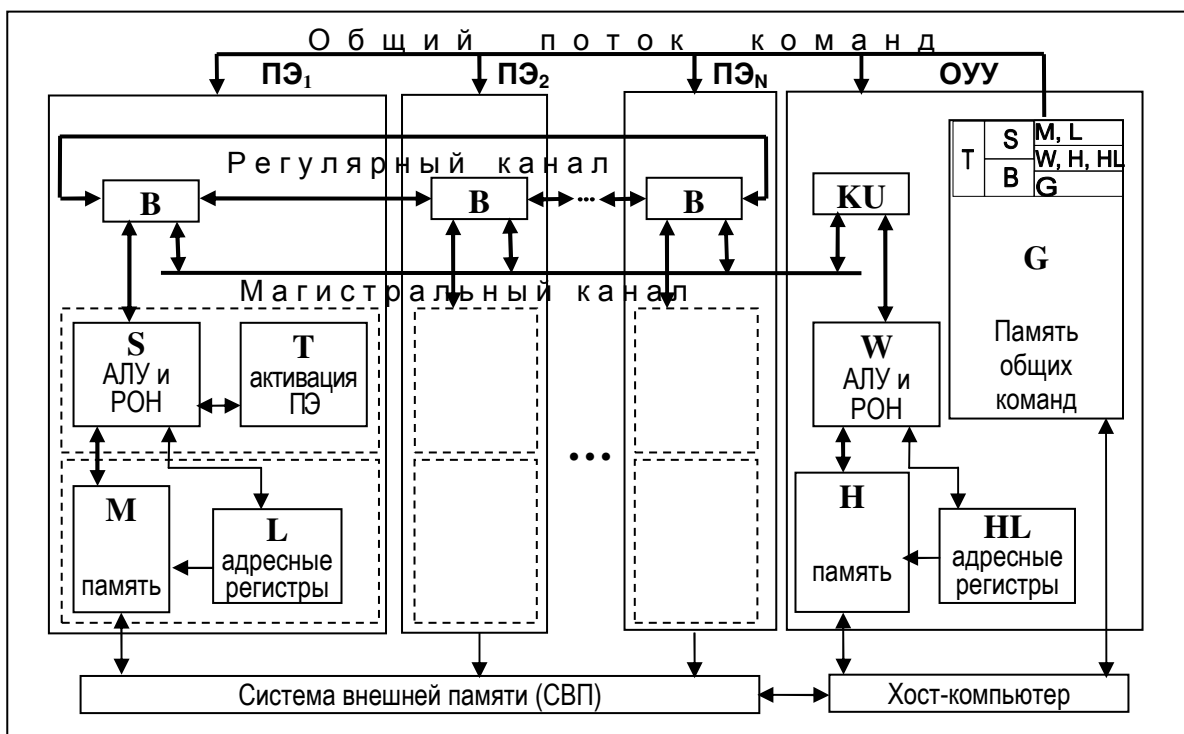 Общий поток команд
ПЭ₁ ПЭ₂ ПЭN ОУУ
T S M, L
W, H, HL
B G
Регулярный канал
B B ... B KU
G
Магистральный канал
S
АЛУ и
РОН
T
активация
ПЭ
W
АЛУ и
РОН
Память
общих
команд
...
M
память
L
адресные
регистры
H
память
HL
адресные
регистры
Система внешней памяти (СВП)
Хост-компьютер